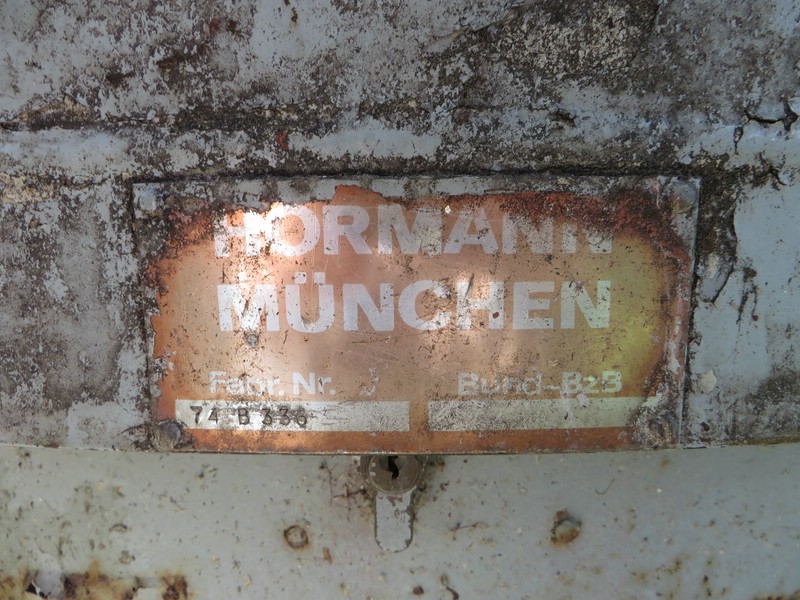 HÖRMANN
MÜNCHEN
Fabr. Nr. J Bund-BzB
74 B 336